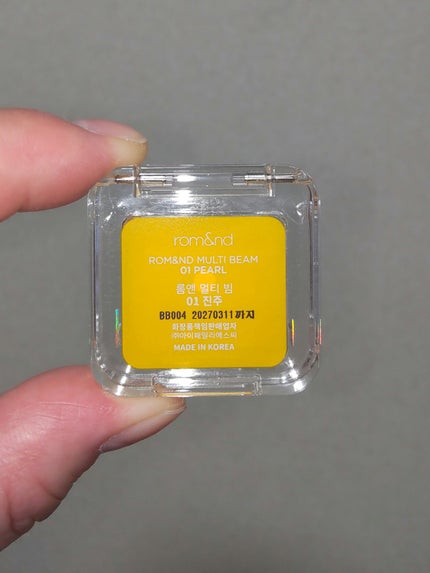 rom&nd
ROM&ND MULTI BEAM
01 PEARL
롬앤 멀티 빔
01 진주
BB004 20270311까지
화장품책임판매업자
㈜아이패밀리에스씨
MADE IN KOREA